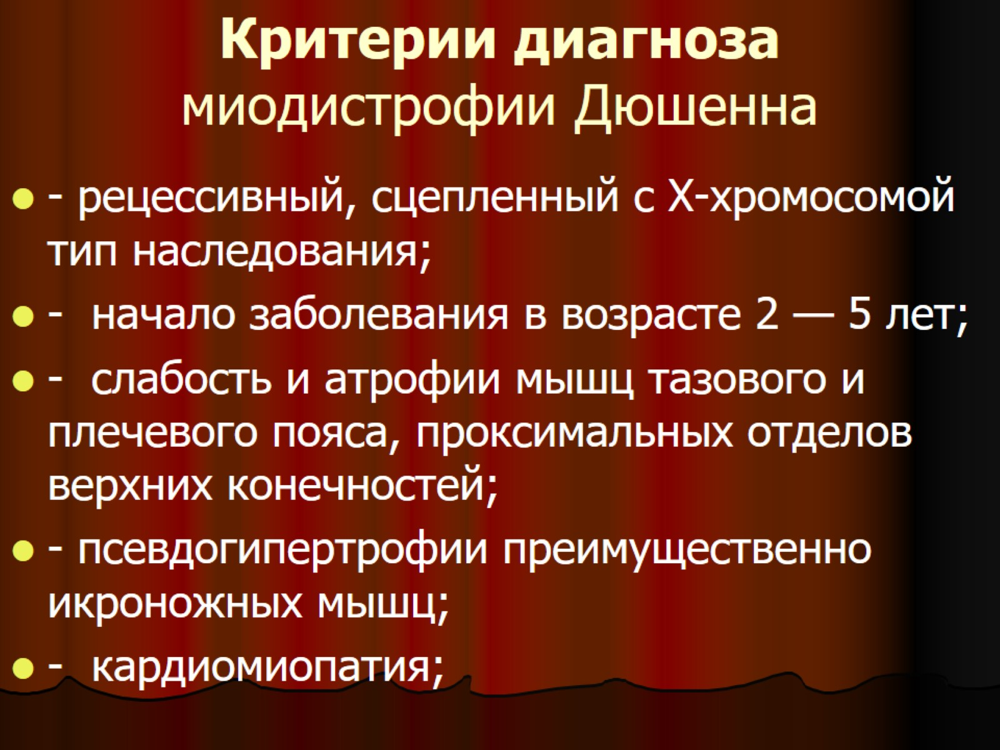 Критерии диагноза
миодистрофии Дюшенна
- рецессивный, сцепленный с Х-хромосомой
тип наследования;
- начало заболевания в возрасте 2 — 5 лет;
- слабость и атрофии мышц тазового и
плечевого пояса, проксимальных отделов
верхних конечностей;
- псевдогипертрофии преимущественно
икроножных мышц;
- кардиомиопатия;